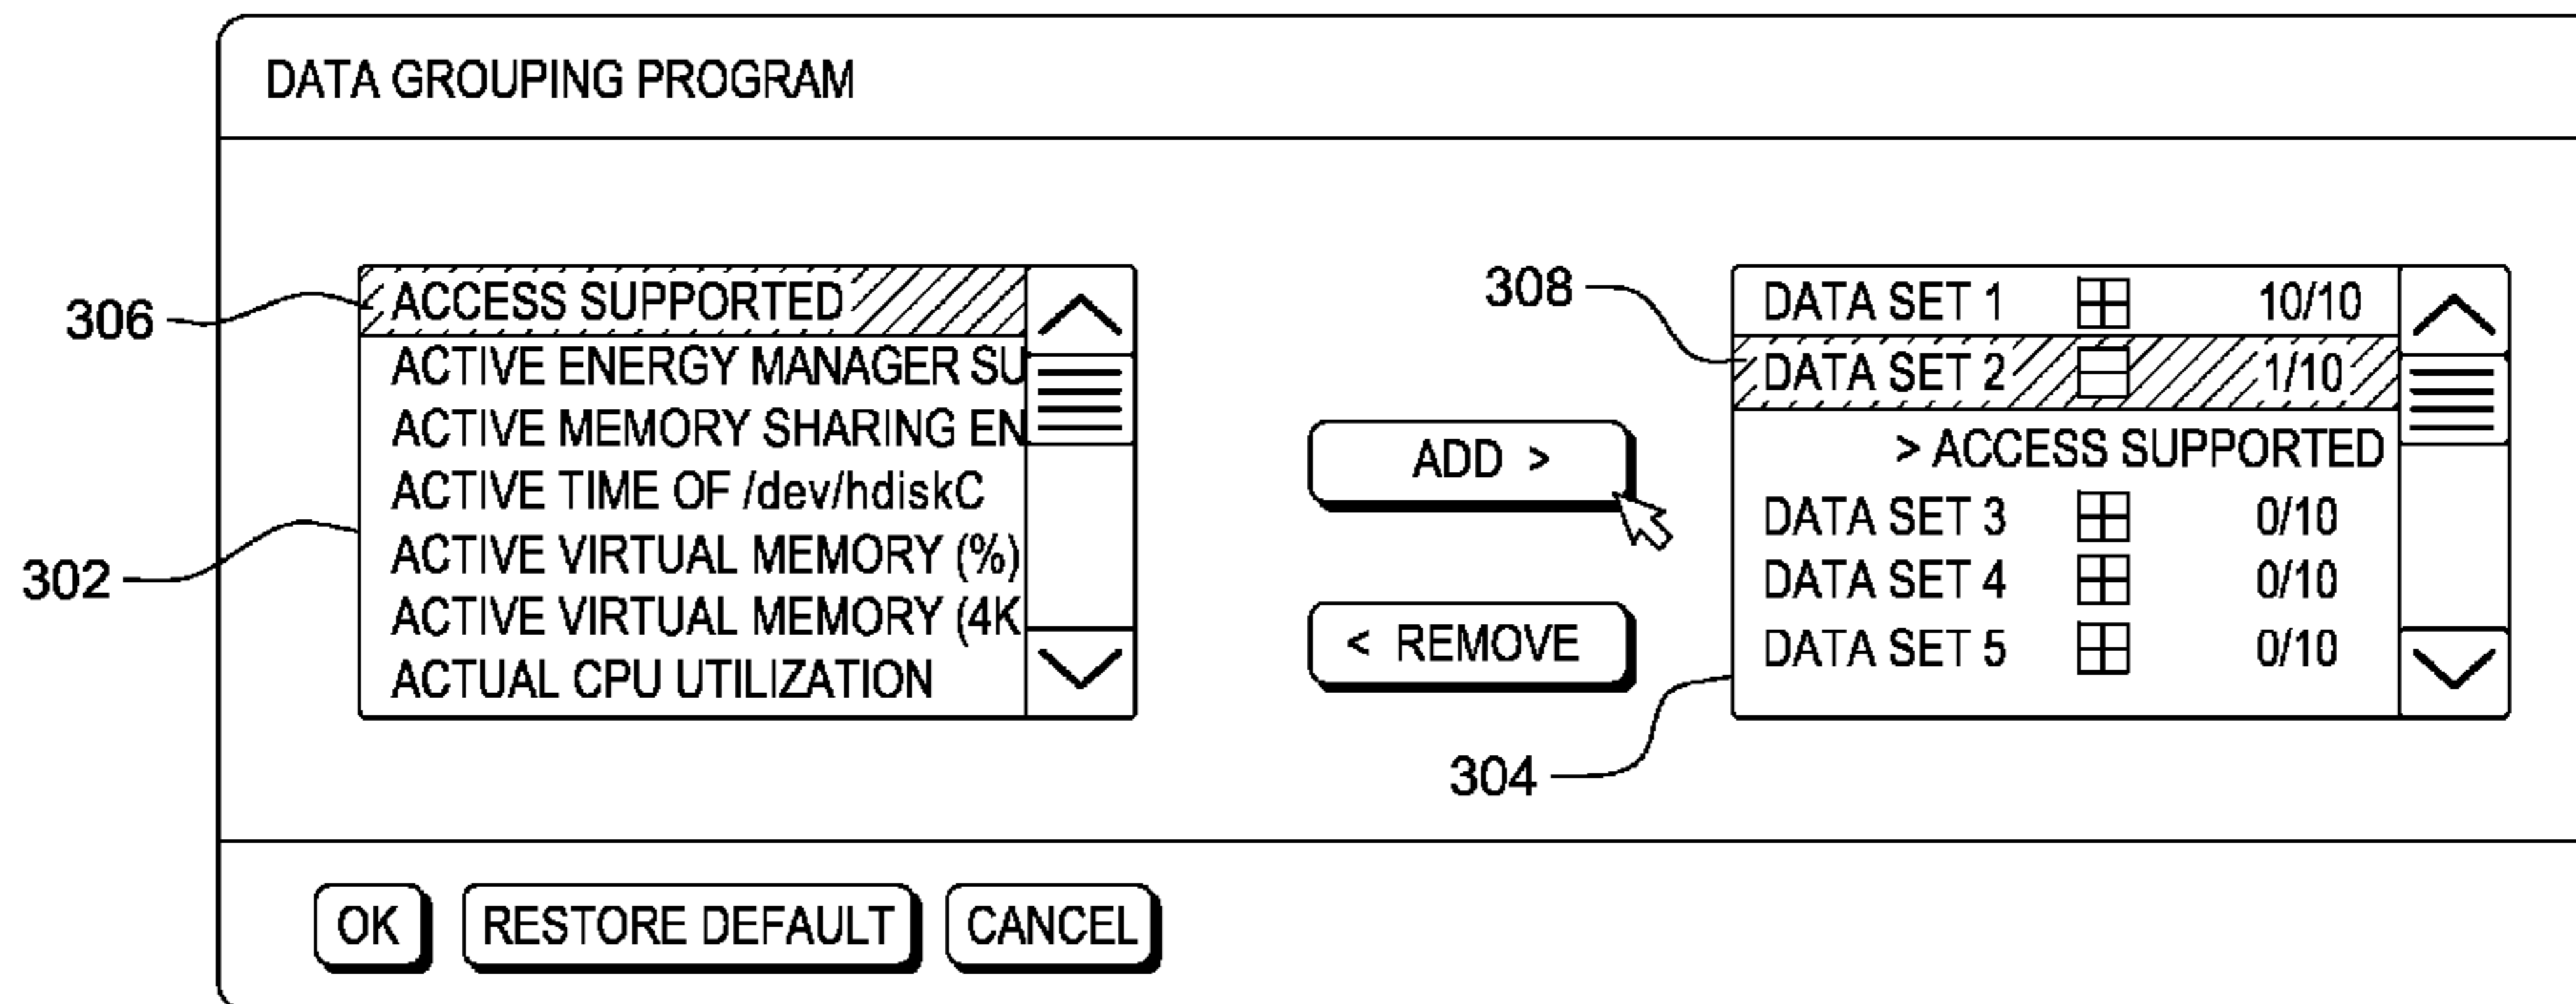 DATA GROUPING PROGRAM
306
ACCESS SUPPORTED
ACTIVE ENERGY MANAGER SU
ACTIVE MEMORY SHARING EN
ACTIVE TIME OF /dev/hdiskC
ACTIVE VIRTUAL MEMORY (%)
ACTIVE VIRTUAL MEMORY (4K
ACTUAL CPU UTILIZATION
302
ADD >
< REMOVE
308
DATA SET 1 10/10
DATA SET 2 1/10
> ACCESS SUPPORTED
DATA SET 3 0/10
DATA SET 4 0/10
DATA SET 5 0/10
304
OK
RESTORE DEFAULT
CANCEL